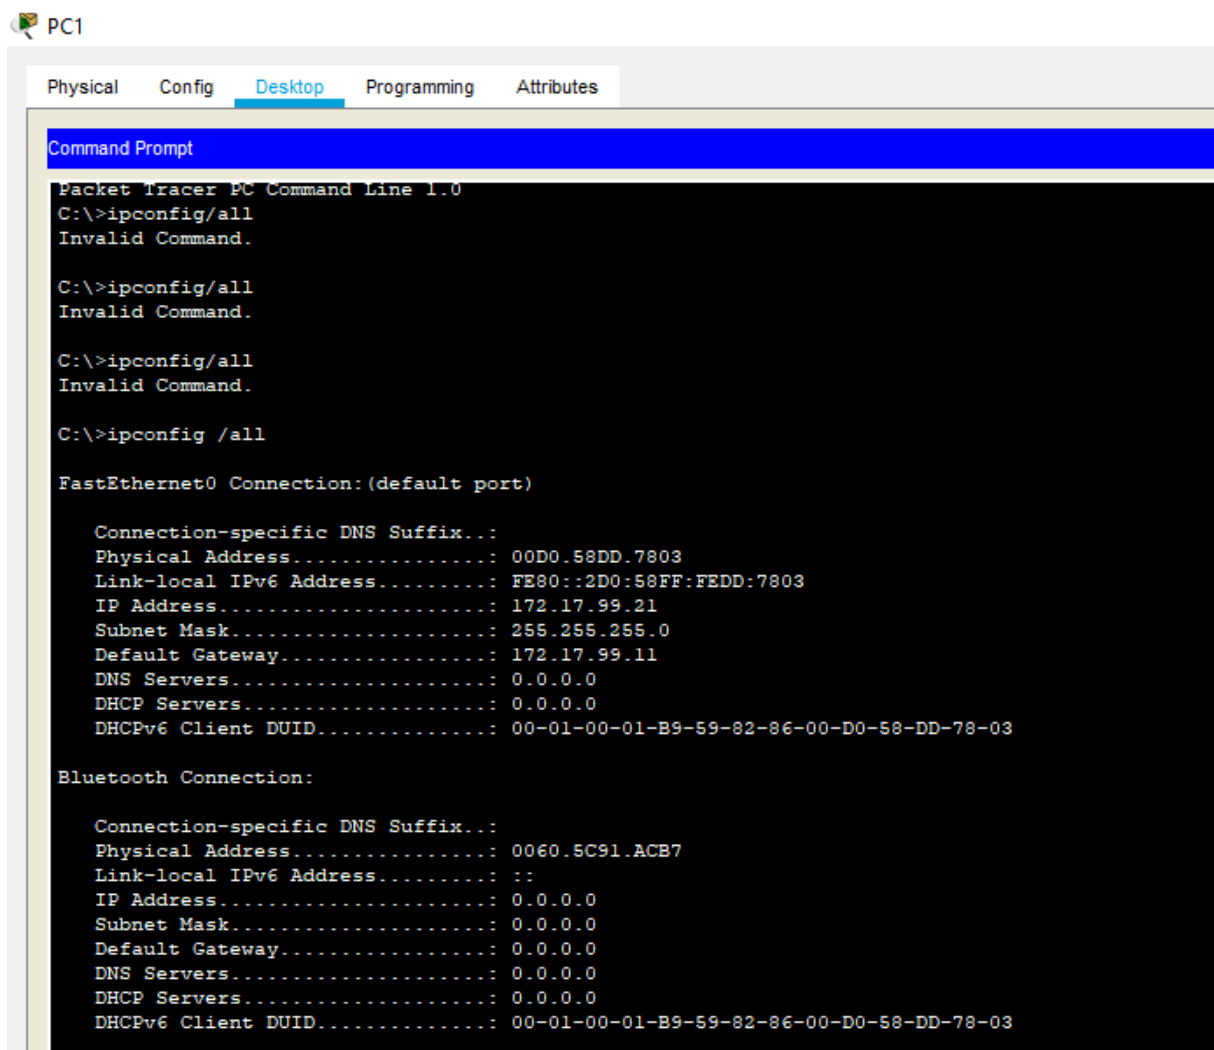 PC1
Physical Config Desktop Programming Attributes
Command Prompt
Packet Tracer PC Command Line 1.0
C:\>ipconfig/all
Invalid Command.
C:\>ipconfig/all
Invalid Command.
C:\>ipconfig/all
Invalid Command.
C:\>ipconfig /all
FastEthernet0 Connection:(default port)
Connection-specific DNS Suffix..:
Physical Address................: 00D0.58DD.7803
Link-local IPv6 Address.........: FE80::2D0:58FF:FEDD:7803
IP Address......................: 172.17.99.21
Subnet Mask.....................: 255.255.255.0
Default Gateway.................: 172.17.99.11
DNS Servers.....................: 0.0.0.0
DHCP Servers....................: 0.0.0.0
DHCPv6 Client DUID..............: 00-01-00-01-B9-59-82-86-00-D0-58-DD-78-03
Bluetooth Connection:
Connection-specific DNS Suffix..:
Physical Address................: 0060.5C91.ACB7
Link-local IPv6 Address.........: ::
IP Address......................: 0.0.0.0
Subnet Mask.....................: 0.0.0.0
Default Gateway.................: 0.0.0.0
DNS Servers.....................: 0.0.0.0
DHCP Servers....................: 0.0.0.0
DHCPv6 Client DUID..............: 00-01-00-01-B9-59-82-86-00-D0-58-DD-78-03